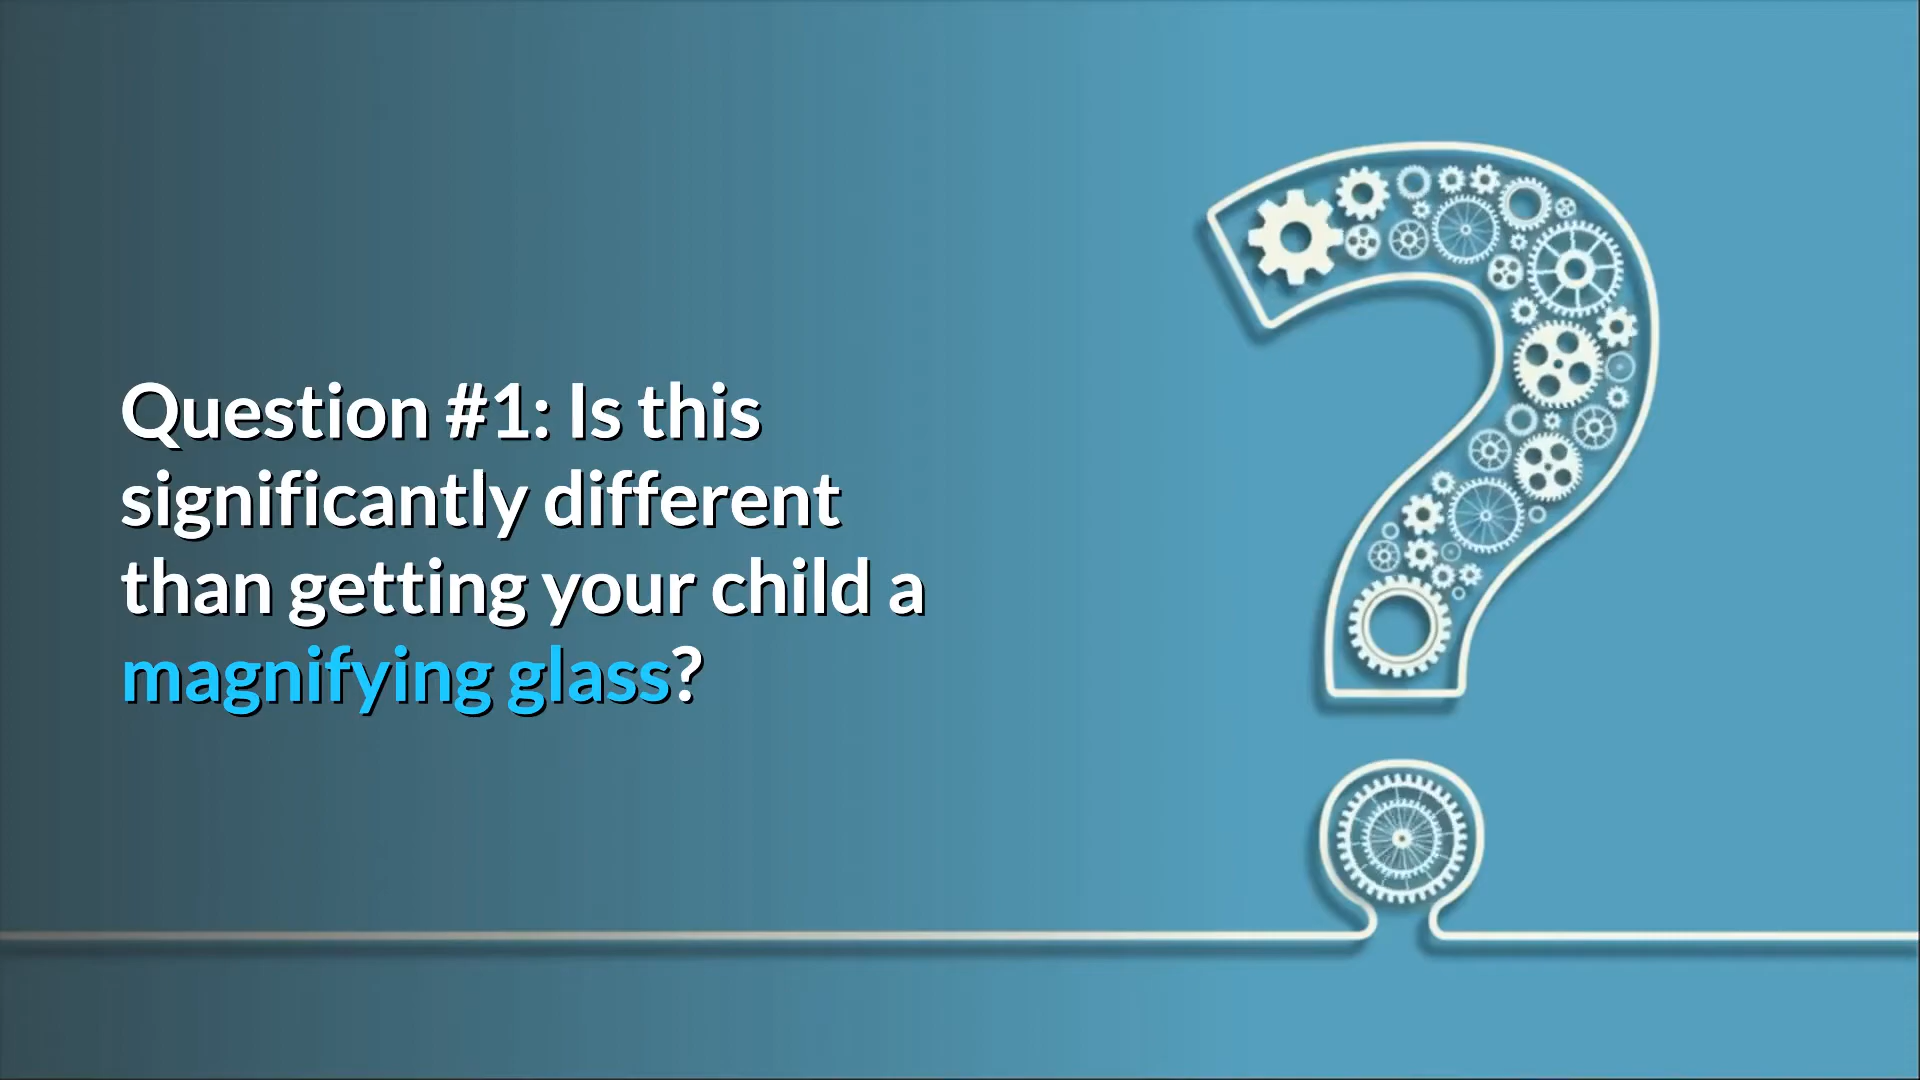 Question #1: Is this
significantly different
than getting your child a
magnifying glass?